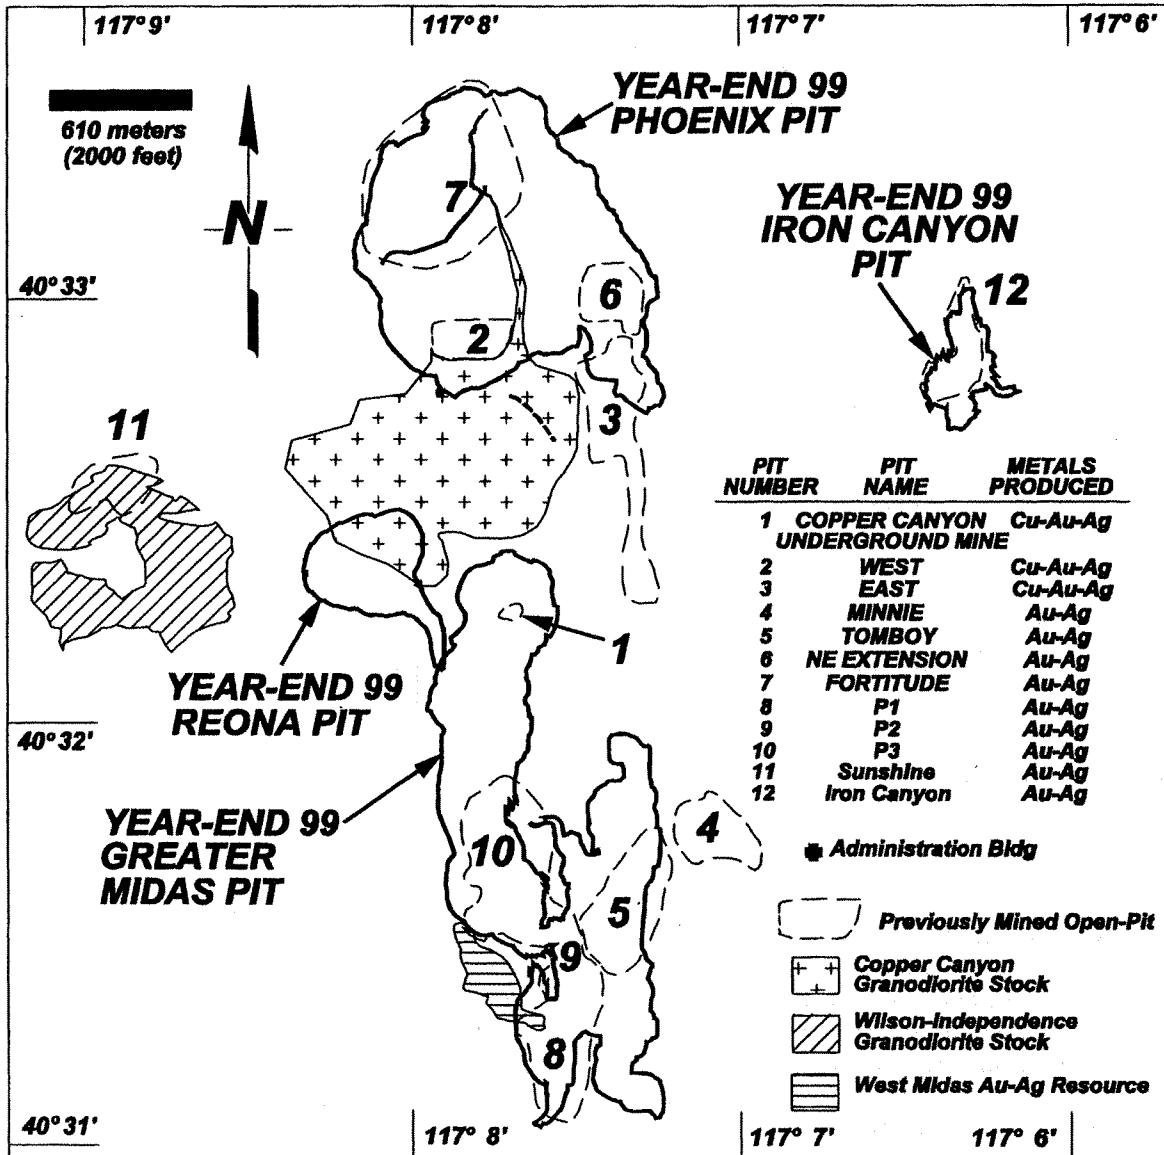 117° 9'
117° 8'
117° 7'
117° 6'
610 meters
(2000 feet)
N
YEAR-END 99
PHOENIX PIT
YEAR-END 99
IRON CANYON
PIT
7
6
12
40° 33'
2
3
11
PIT NUMBER PIT NAME METALS PRODUCED
1 COPPER CANYON UNDERGROUND MINE Cu-Au-Ag
2 WEST Cu-Au-Ag
3 EAST Cu-Au-Ag
4 MINNIE Au-Ag
5 TOMBOY Au-Ag
6 NE EXTENSION Au-Ag
7 FORTITUDE Au-Ag
8 P1 Au-Ag
9 P2 Au-Ag
10 P3 Au-Ag
11 Sunshine Au-Ag
12 Iron Canyon Au-Ag
1
YEAR-END 99
REONA PIT
40° 32'
YEAR-END 99
GREATER
MIDAS PIT
10
4
5
9
8
Administration Bldg
Previously Mined Open-Pit
Copper Canyon
Granodiorite Stock
Wilson-Independence
Granodiorite Stock
West Midas Au-Ag Resource
40° 31'
117° 8'
117° 7'
117° 6'